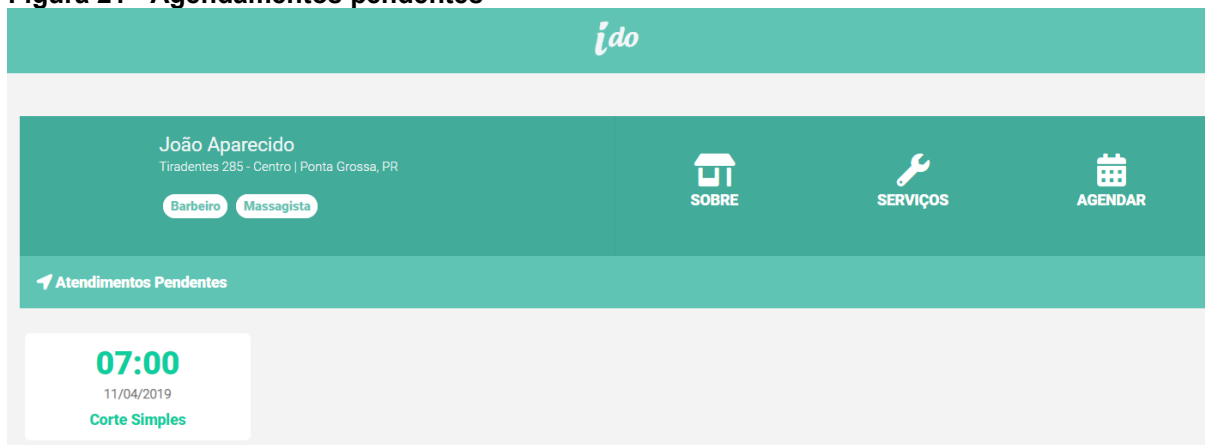 Figura 21 - Agendamentos pendentes
ido
João Aparecido
Tiradentes 285 - Centro | Ponta Grossa, PR
Barbeiro Massagista
SOBRE SERVIÇOS AGENDAR
Atendimentos Pendentes
07:00
11/04/2019
Corte Simples